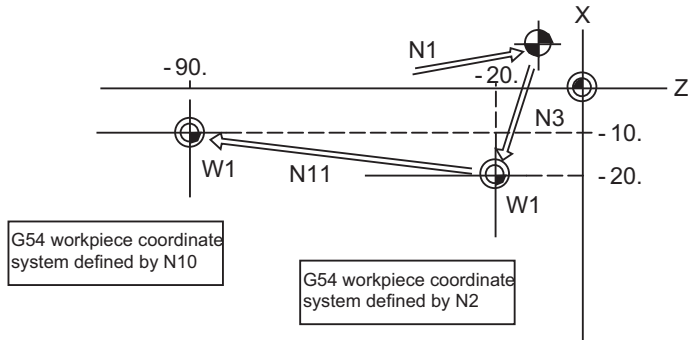 X
N1
-90.
-20.
Z
N3
-10.
W1
N11
-20.
W1
G54 workpiece coordinate
system defined by N10
G54 workpiece coordinate
system defined by N2